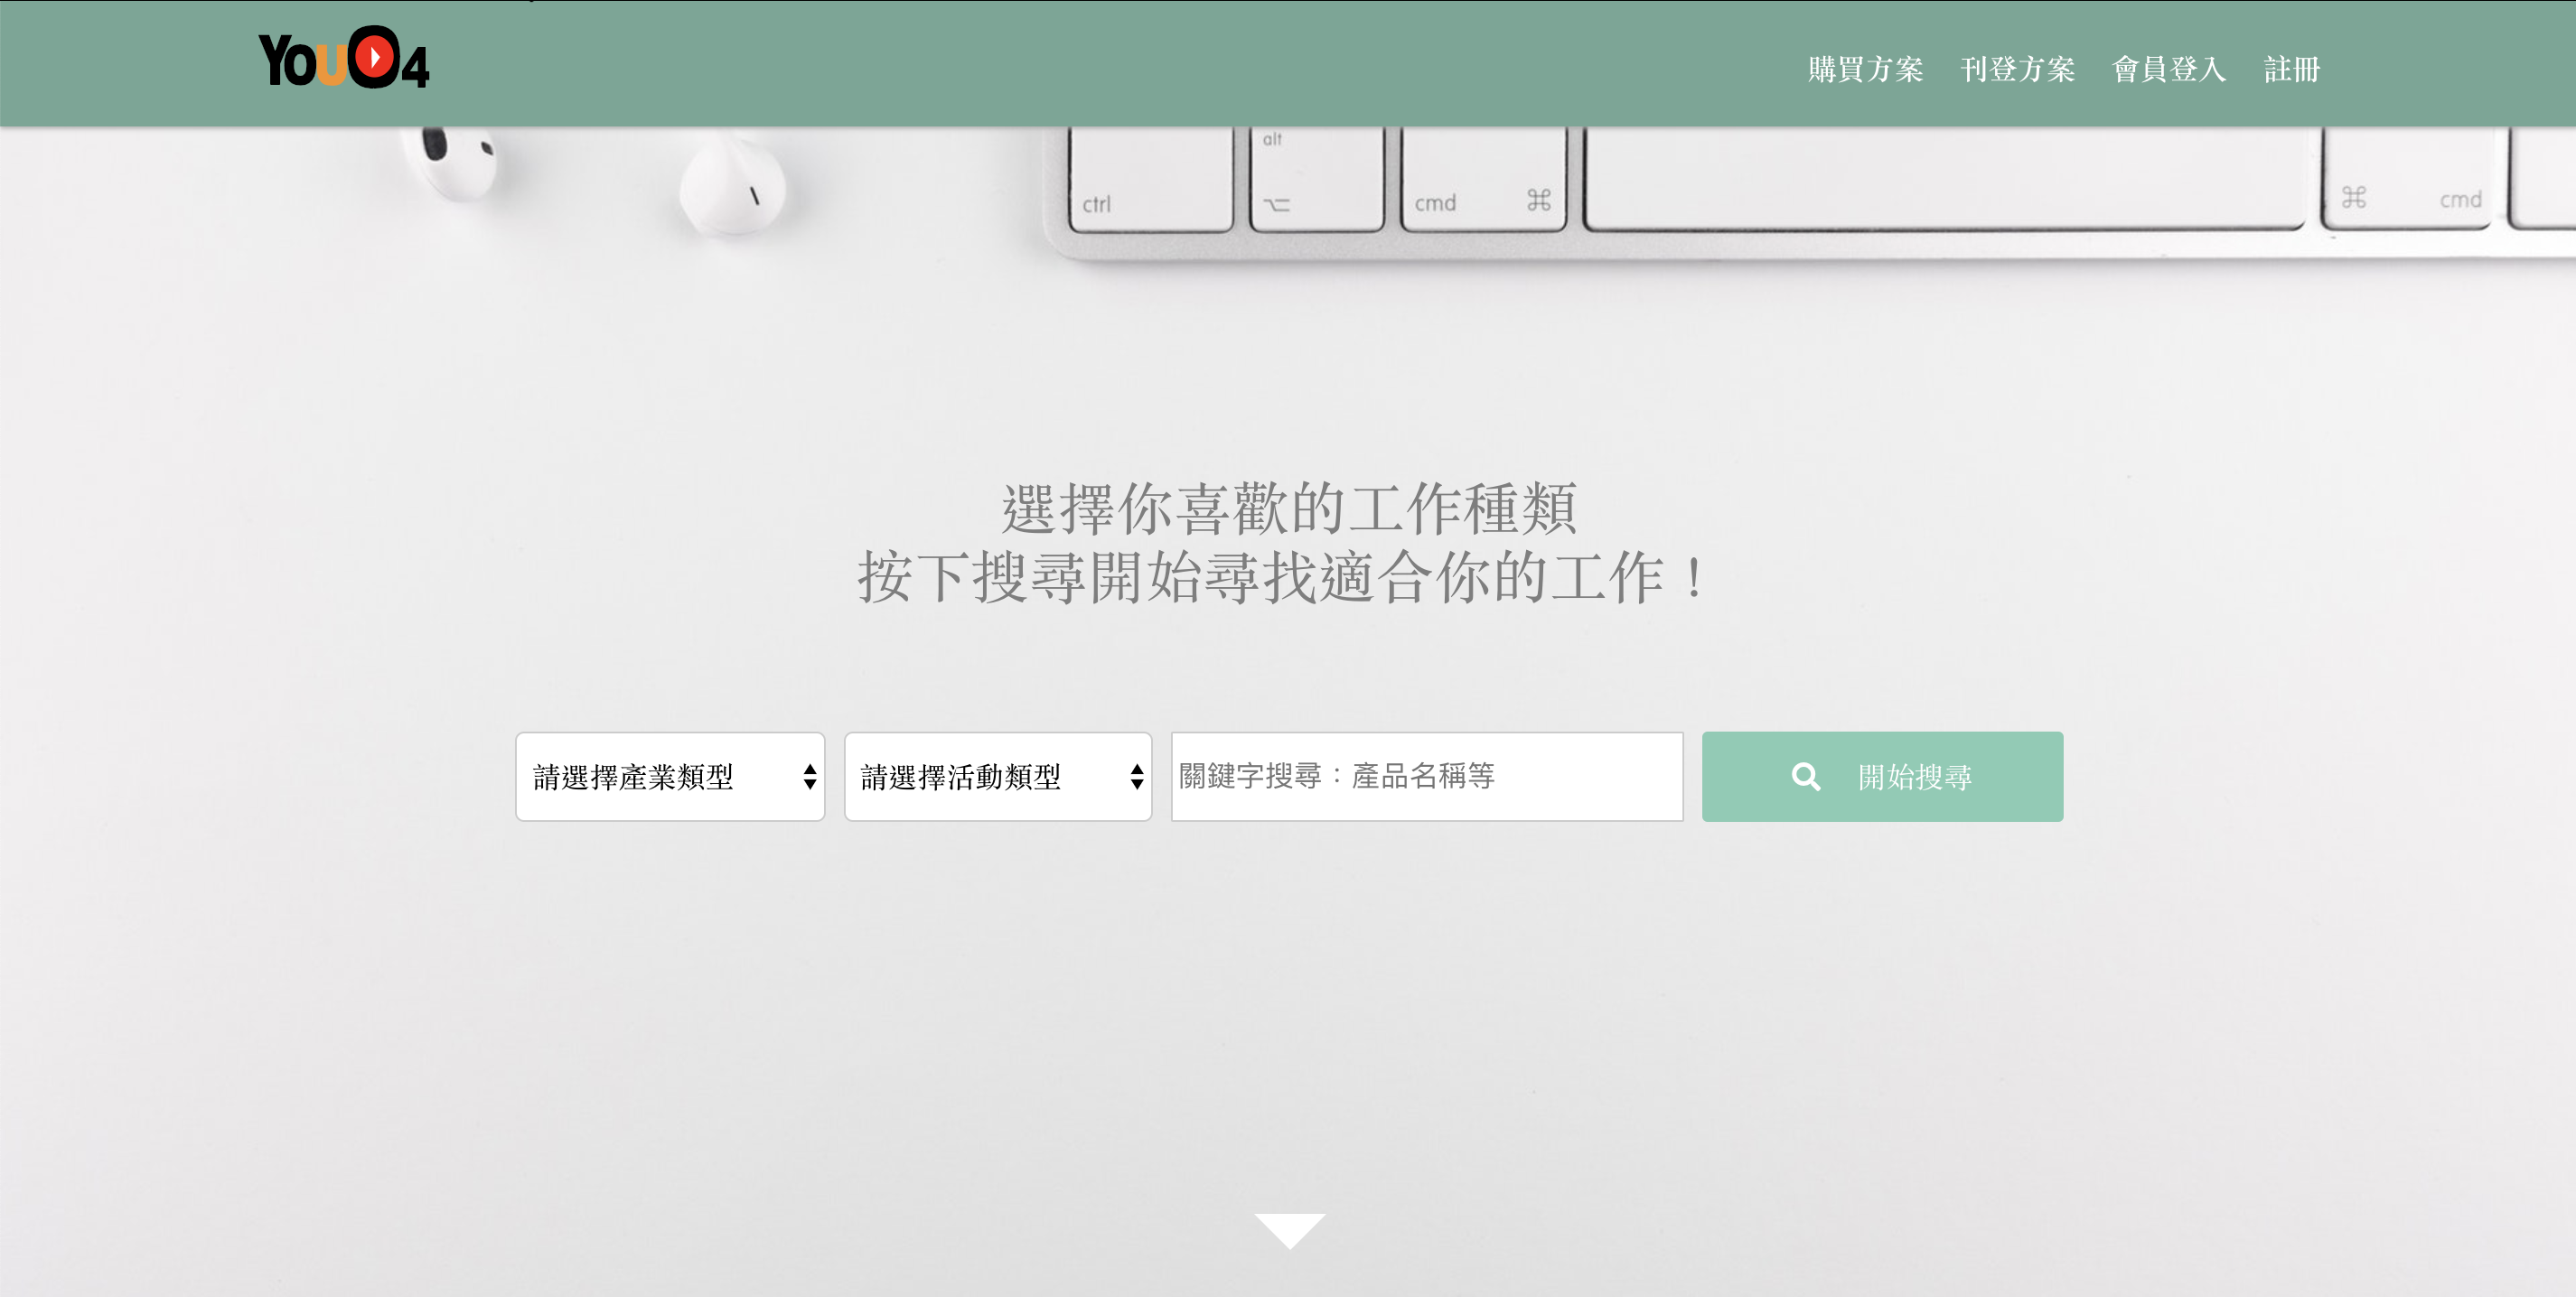 YouO4
購買方案 刊登方案 會員登入 註冊
alt
ctrl
cmd ⌘
⌘ cmd
選擇你喜歡的工作種類
按下搜尋開始尋找適合你的工作！
請選擇產業類型 請選擇活動類型 關鍵字搜尋：產品名稱等 開始搜尋